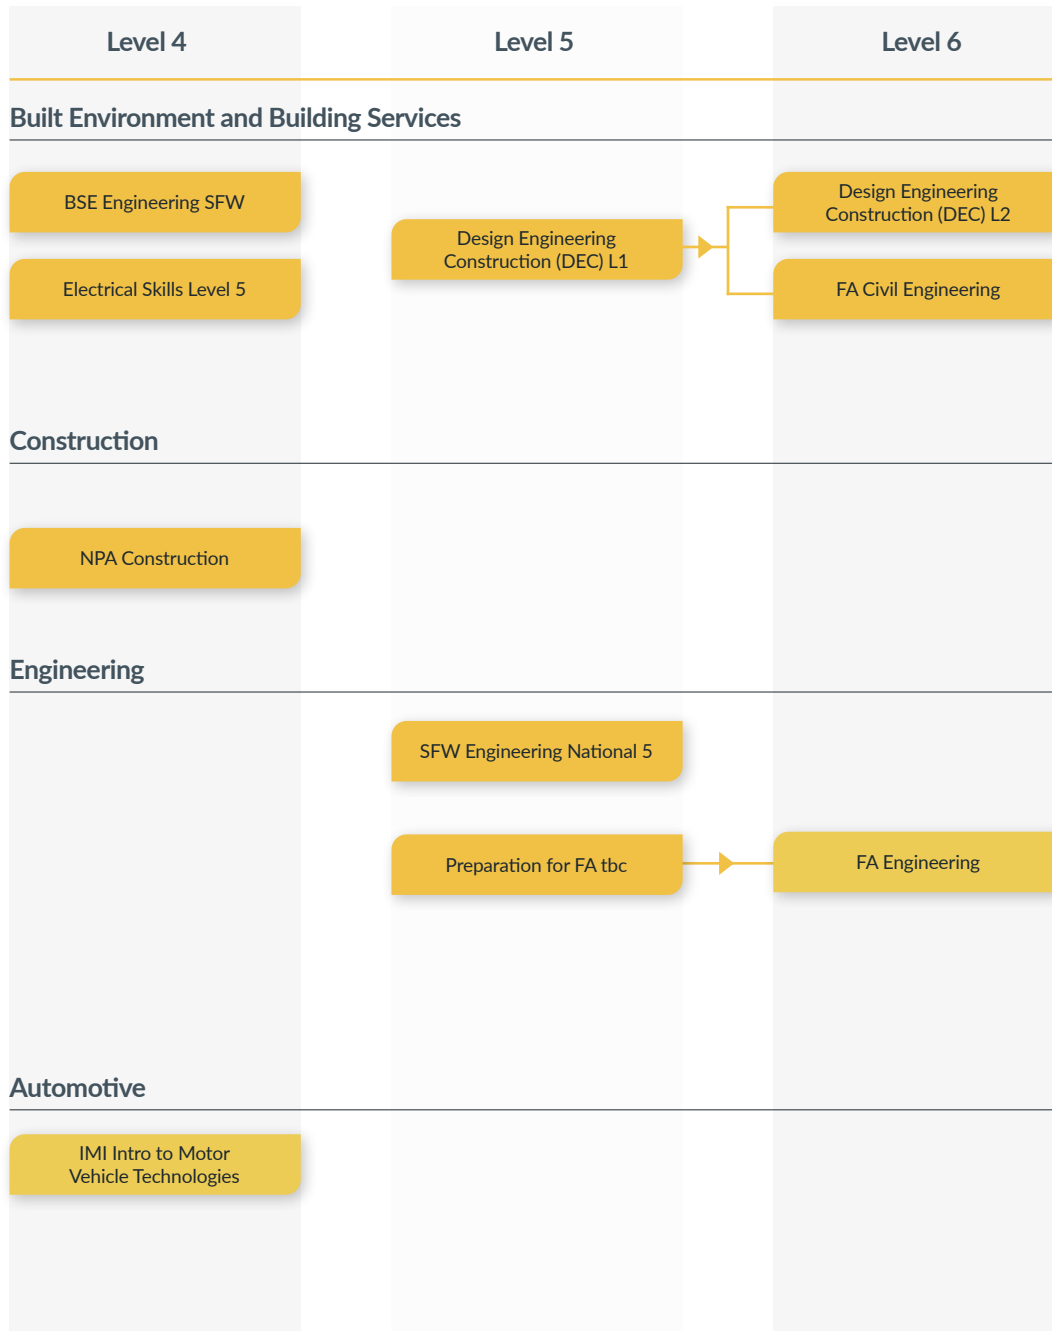 Level 4
Level 5
Level 6
Built Environment and Building Services
BSE Engineering SFW
Electrical Skills Level 5
Design Engineering
Construction (DEC) L1
Design Engineering
Construction (DEC) L2
FA Civil Engineering
Construction
NPA Construction
Engineering
SFW Engineering National 5
Preparation for FA tbc
FA Engineering
Automotive
IMI Intro to Motor
Vehicle Technologies